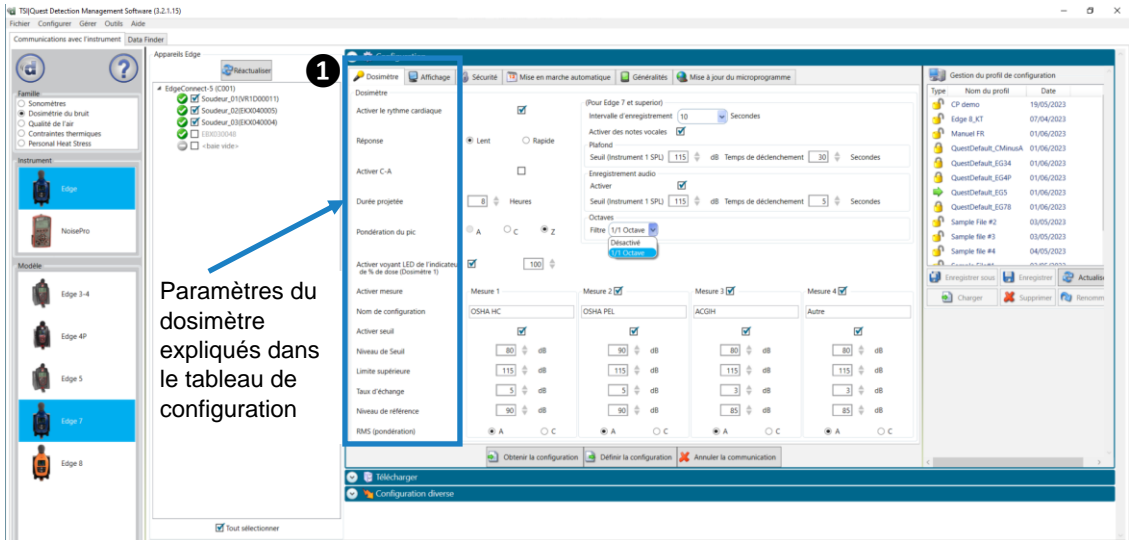 TSI|Quest Detection Management Software (3.2.1.15)
Fichier Configurer Gérer Outils Aide
Communications avec l'instrument Data Finder
Famille
Sonomètres
Dosimétrie du bruit
Qualité de l'air
Contraintes thermiques
Personal Heat Stress
Instrument
Edge
NoisePro
Modèle
Edge 3-4
Edge 4P
Edge 5
Edge 7
Edge 8
Appareils Edge
Réactualiser
EdgeConnect-5 (C001)
Soudeur_01(VR1D00011)
Soudeur_02(EKX040005)
Soudeur_03(EKX040004)
EBX030048
<baie vide>
Tout sélectionner
1
Paramètres du
dosimètre
expliqués dans
le tableau de
configuration
Dosimètre Affichage Sécurité Mise en marche automatique Généralités Mise à jour du microprogramme
Dosimètre
Activer le rythme cardiaque
Réponse Lent Rapide
Activer C-A
Durée projetée 8 Heures
Pondération du pic A C Z
Activer voyant LED de l'indicateu 100
de % de dose (Dosimètre 1)
(Pour Edge 7 et superior)
Intervalle d'enregistrement 10 Secondes
Activer des notes vocales
Plafond
Seuil (Instrument 1 SPL) 115 dB Temps de déclenchement 30 Secondes
Enregistrement audio
Activer
Seuil (Instrument 1 SPL) 115 dB Temps de déclenchement 5 Secondes
Octaves
Filtre 1/1 Octave
Désactivé
1/1 Octave
Activer mesure Mesure 1 Mesure 2 Mesure 3 Mesure 4
Nom de configuration OSHA HC OSHA PEL ACGIH Autre
Activer seuil
Niveau de Seuil 80 dB 90 dB 80 dB 80 dB
Limite supérieure 115 dB 115 dB 115 dB 115 dB
Taux d'échange 5 dB 5 dB 3 dB 3 dB
Niveau de référence 90 dB 90 dB 85 dB 85 dB
RMS (pondération) A C A C A C A C
Obtenir la configuration Définir la configuration Annuler la communication
Télécharger
Configuration diverse
Gestion du profil de configuration
Type Nom du profil Date
CP demo 19/05/2023
Edge 8_KT 07/04/2023
Manuel FR 01/06/2023
QuestDefault_CMinusA 01/06/2023
QuestDefault_EG34 01/06/2023
QuestDefault_EG4P 01/06/2023
QuestDefault_EG5 01/06/2023
QuestDefault_EG78 01/06/2023
Sample File #2 03/05/2023
Sample file #3 03/05/2023
Sample file #4 04/05/2023
Enregistrer sous Enregistrer Actualise
Charger Supprimer Renomm